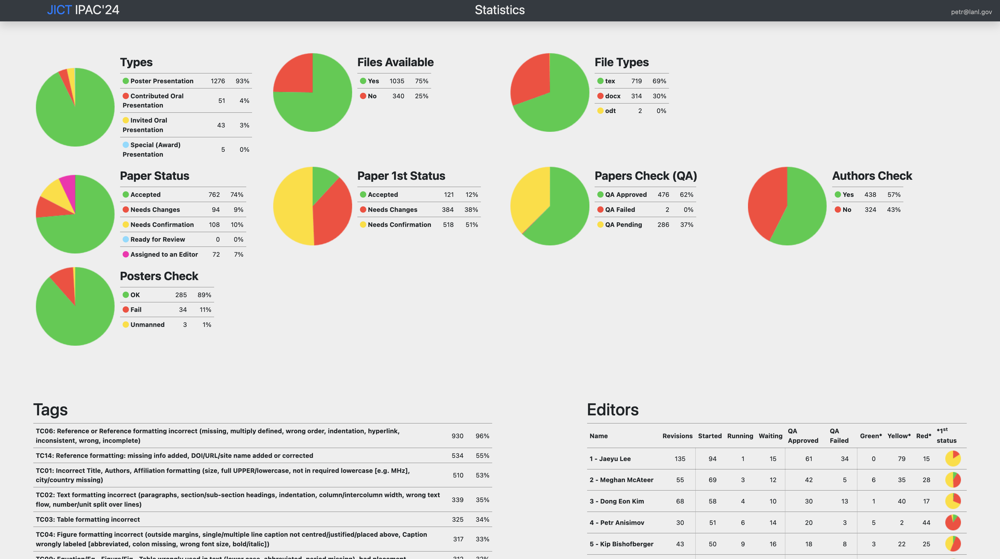 JICT IPAC'24
Statistics
petr@lanl.gov
Types
Poster Presentation 1276 93%
Contributed Oral
Presentation 51 4%
Invited Oral
Presentation 43 3%
Special (Award)
Presentation 5 0%
Files Available
Yes 1035 75%
No 340 25%
File Types
tex 719 69%
docx 314 30%
odt 2 0%
Paper Status
Accepted 762 74%
Needs Changes 94 9%
Needs Confirmation 108 10%
Ready for Review 0 0%
Assigned to an Editor 72 7%
Paper 1st Status
Accepted 121 12%
Needs Changes 384 38%
Needs Confirmation 518 51%
Papers Check (QA)
QA Approved 476 62%
QA Failed 2 0%
QA Pending 286 37%
Authors Check
Yes 438 57%
No 324 43%
Posters Check
OK 285 89%
Fail 34 11%
Unmanned 3 1%
Tags
TC06: Reference or Reference formatting incorrect (missing, multiply defined, wrong order, indentation, hyperlink,
inconsistent, wrong, incomplete) 930 96%
TC14: Reference formatting: missing info added, DOI/URL/site name added or corrected 534 55%
TC01: Incorrect Title, Authors, Affiliation formatting (size, full UPPER/lowercase, not in required lowercase [e.g. MHz],
city/country missing) 510 53%
TC02: Text formatting incorrect (paragraphs, section/sub-section headings, indentation, column/intercolumn width, wrong text
flow, number/unit split over lines) 339 35%
TC03: Table formatting incorrect 325 34%
TC04: Figure formatting incorrect (outside margins, single/multiple line caption not centred/justified/placed above, Caption
wrongly labeled [abbreviated, colon missing, wrong font size, bold/italic]) 317 33%
TC09: Equation/Eq., Figure/Fig., Table wrongly used in text (lower case, abbreviated, period missing), bad placement 312 32%
Editors
Name Revisions Started Running Waiting QA Approved QA Failed Green* Yellow* Red* *1st status
1 - Jaeyu Lee 135 94 1 15 61 34 0 79 15
2 - Meghan McAteer 55 69 3 12 42 5 6 35 28
3 - Dong Eon Kim 68 58 4 10 30 13 1 40 17
4 - Petr Anisimov 30 51 6 14 20 3 5 2 44
5 - Kip Bishofberger 43 50 9 16 18 8 3 22 25